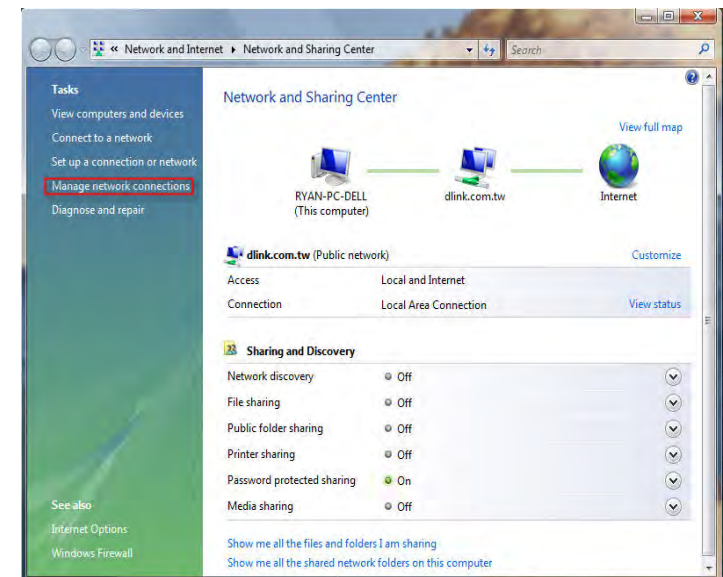 « Network and Internet ▸ Network and Sharing Center
Search
Tasks
View computers and devices
Connect to a network
Set up a connection or network
Manage network connections
Diagnose and repair
See also
Internet Options
Windows Firewall
Network and Sharing Center
View full map
RYAN-PC-DELL
(This computer)
dlink.com.tw
Internet
dlink.com.tw (Public network)
Customize
Access Local and Internet
Connection Local Area Connection View status
Sharing and Discovery
Network discovery Off
File sharing Off
Public folder sharing Off
Printer sharing Off
Password protected sharing On
Media sharing Off
Show me all the files and folders I am sharing
Show me all the shared network folders on this computer